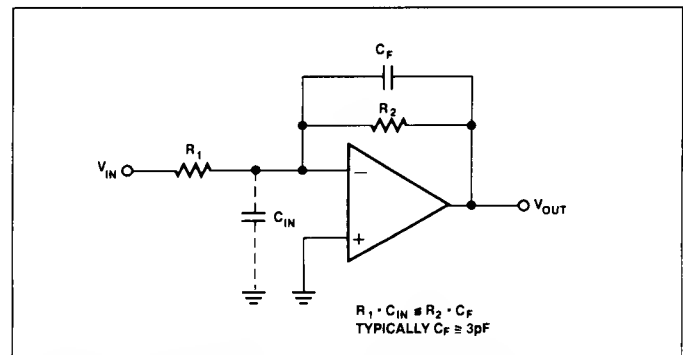 C_F
R_2
R_1
V_IN
−
C_IN
V_OUT
+
R_1 · C_IN ≅ R_2 · C_F
TYPICALLY C_F ≅ 3pF